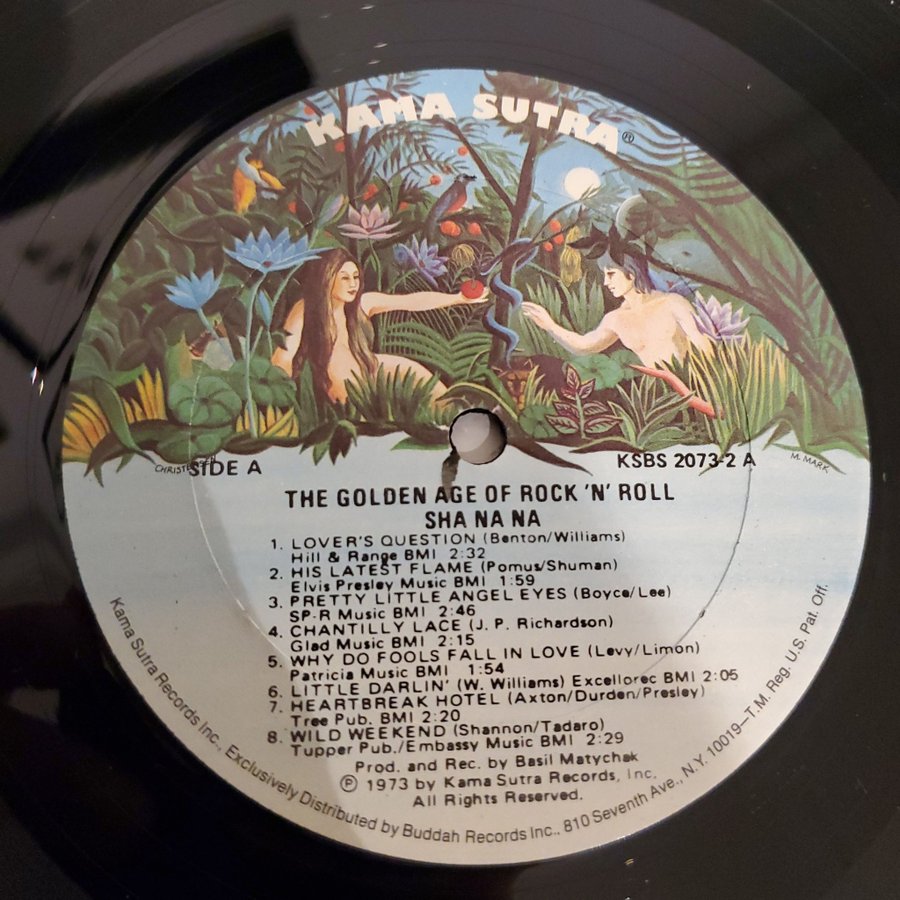 KAMA SUTRA®
CHRISTENSEN
M. MARK
SIDE A
KSBS 2073-2 A
THE GOLDEN AGE OF ROCK 'N' ROLL
SHA NA NA
1. LOVER'S QUESTION (Benton/Williams)
Hill & Range BMI 2:32
2. HIS LATEST FLAME (Pomus/Shuman)
Elvis Presley Music BMI 1:59
3. PRETTY LITTLE ANGEL EYES (Boyce/Lee)
SP-R Music BMI 2:46
4. CHANTILLY LACE (J. P. Richardson)
Glad Music BMI 2:15
5. WHY DO FOOLS FALL IN LOVE (Levy/Limon)
Patricia Music BMI 1:54
6. LITTLE DARLIN' (W. Williams) Excellorec BMI 2:05
7. HEARTBREAK HOTEL (Axton/Durden/Presley)
Tree Pub. BMI 2:20
8. WILD WEEKEND (Shannon/Tadaro)
Tupper Pub./Embassy Music BMI 2:29
Prod. and Rec. by Basil Matychak
℗ 1973 by Kama Sutra Records, Inc.
All Rights Reserved.
Kama Sutra Records Inc., Exclusively Distributed by Buddah Records Inc., 810 Seventh Ave., N.Y. 10019—T.M. Reg. U.S. Pat. Off.